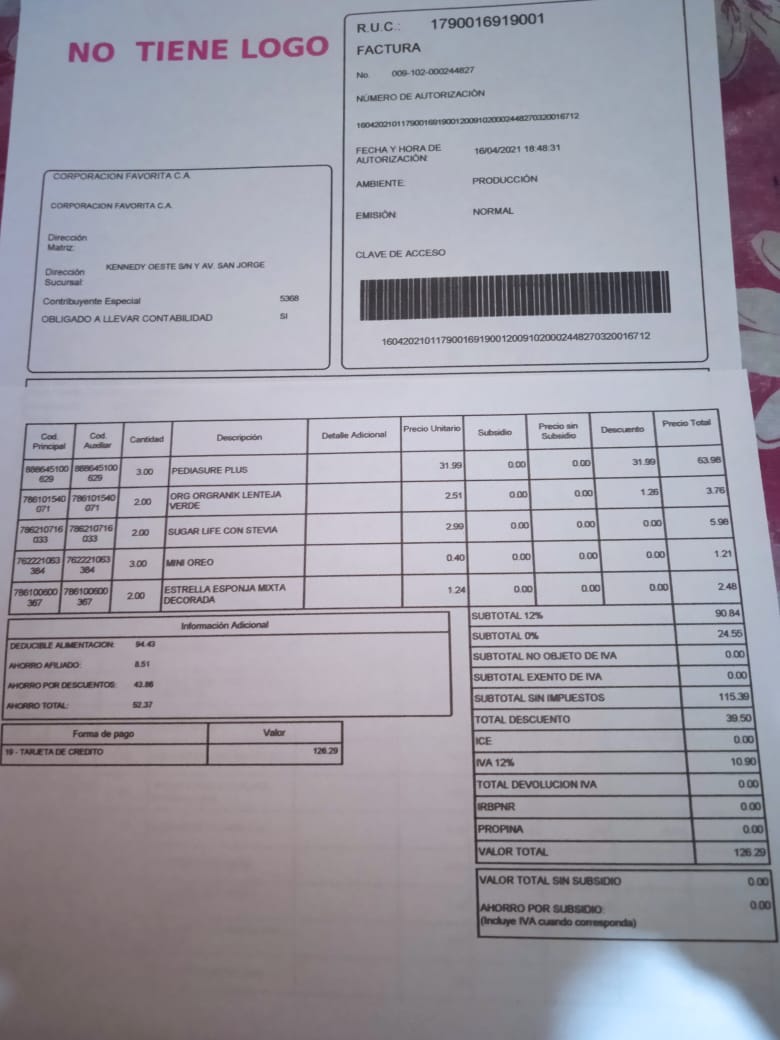 NO TIENE LOGO
R.U.C.: 1790016919001
FACTURA
No. 009-102-000244827
NÚMERO DE AUTORIZACIÓN
1604202101179001691900120091020002448270320016712
FECHA Y HORA DE AUTORIZACIÓN: 16/04/2021 18:48:31
AMBIENTE: PRODUCCIÓN
EMISIÓN: NORMAL
CLAVE DE ACCESO
1604202101179001691900120091020002448270320016712
CORPORACION FAVORITA C.A.
CORPORACION FAVORITA C.A.
Dirección Matriz:
Dirección Sucursal: KENNEDY OESTE S/N Y AV. SAN JORGE
Contribuyente Especial 5368
OBLIGADO A LLEVAR CONTABILIDAD SI
Cod. Principal Cod. Auxiliar Cantidad Descripción Detalle Adicional Precio Unitario Subsidio Precio sin Subsidio Descuento Precio Total
888645100629 888645100629 3.00 PEDIASURE PLUS 31.99 0.00 0.00 31.99 63.98
786101540071 786101540071 2.00 ORG ORGRANIK LENTEJA VERDE 2.51 0.00 0.00 1.26 3.76
786210716033 786210716033 2.00 SUGAR LIFE CON STEVIA 2.99 0.00 0.00 0.00 5.98
762221063384 762221063384 3.00 MINI OREO 0.40 0.00 0.00 0.00 1.21
786100600367 786100600367 2.00 ESTRELLA ESPONJA MIXTA DECORADA 1.24 0.00 0.00 0.00 2.48
Información Adicional
DEDUCIBLE ALIMENTACION: 94.43
AHORRO AFILIADO: 8.51
AHORRO POR DESCUENTOS: 43.86
AHORRO TOTAL: 52.37
Forma de pago Valor
19 - TARJETA DE CREDITO 126.29
SUBTOTAL 12% 90.84
SUBTOTAL 0% 24.55
SUBTOTAL NO OBJETO DE IVA 0.00
SUBTOTAL EXENTO DE IVA 0.00
SUBTOTAL SIN IMPUESTOS 115.39
TOTAL DESCUENTO 39.50
ICE 0.00
IVA 12% 10.90
TOTAL DEVOLUCION IVA 0.00
IRBPNR 0.00
PROPINA 0.00
VALOR TOTAL 126.29
VALOR TOTAL SIN SUBSIDIO 0.00
AHORRO POR SUBSIDIO: 0.00
(Incluye IVA cuando corresponda)